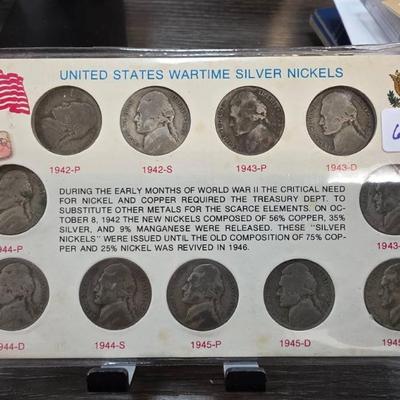 UNITED STATES WARTIME SILVER NICKELS
1942-P 1942-S 1943-P 1943-D
DURING THE EARLY MONTHS OF WORLD WAR II THE CRITICAL NEED
FOR NICKEL AND COPPER REQUIRED THE TREASURY DEPT. TO
SUBSTITUTE OTHER METALS FOR THE SCARCE ELEMENTS. ON OC-
TOBER 8, 1942 THE NEW NICKELS COMPOSED OF 56% COPPER, 35%
SILVER, AND 9% MANGANESE WERE RELEASED. THESE "SILVER
NICKELS" WERE ISSUED UNTIL THE OLD COMPOSITION OF 75% COP-
PER AND 25% NICKEL WAS REVIVED IN 1946.
944-P 1943-
44-D 1944-S 1945-P 1945-D 1945